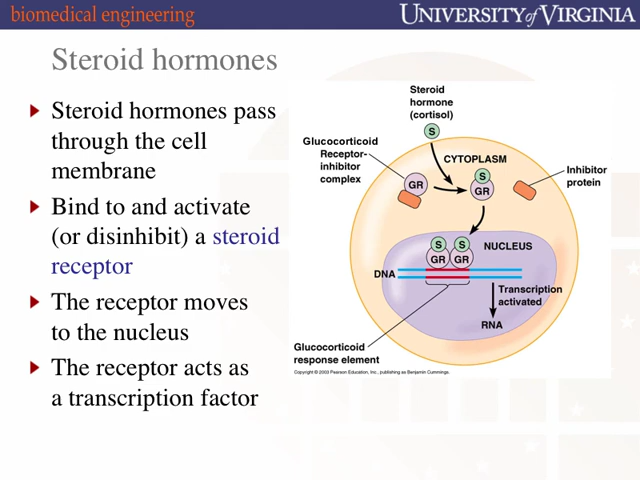 biomedical engineering
UNIVERSITY of VIRGINIA
Steroid hormones
Steroid hormones pass
through the cell
membrane
Bind to and activate
(or disinhibit) a steroid
receptor
The receptor moves
to the nucleus
The receptor acts as
a transcription factor
Steroid
hormone
(cortisol)
S
Glucocorticoid
Receptor-
inhibitor
complex
CYTOPLASM
GR
S
GR
Inhibitor
protein
S S
GR GR
NUCLEUS
DNA
Transcription
activated
RNA
Glucocorticoid
response element
Copyright © 2003 Pearson Education, Inc., publishing as Benjamin Cummings.